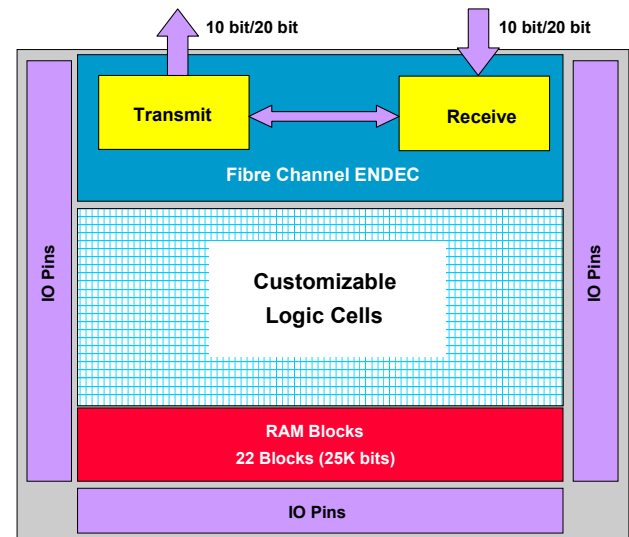 10 bit/20 bit
10 bit/20 bit
Transmit
Receive
Fibre Channel ENDEC
IO Pins
Customizable
Logic Cells
IO Pins
RAM Blocks
22 Blocks (25K bits)
IO Pins